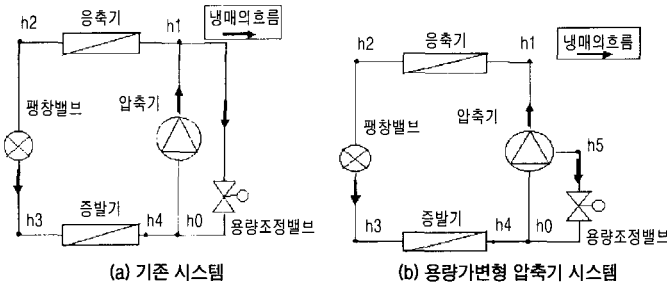 h2
응축기
h1
냉매의흐름
팽창밸브
압축기
h3
증발기
h4
h0
용량조정밸브
(a) 기존 시스템
h2
응축기
h1
냉매의흐름
팽창밸브
압축기
h5
h3
증발기
h4
h0
용량조정밸브
(b) 용량가변형 압축기 시스템